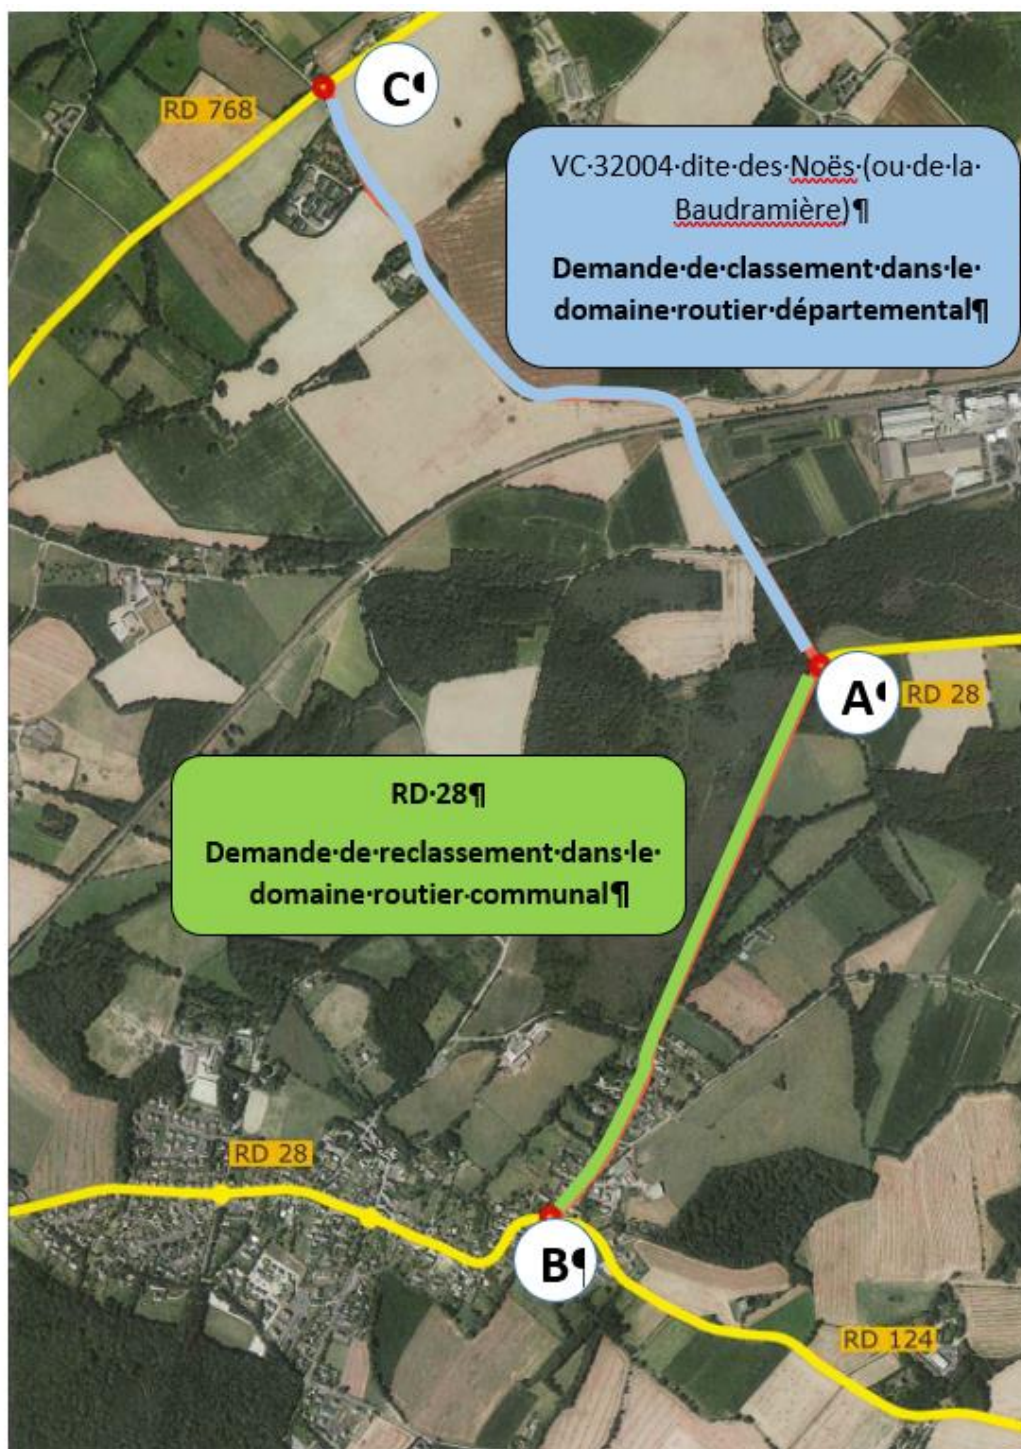 C¶
RD 768
VC·32004·dite·des·Noës·(ou·de·la·
Baudramière)¶
Demande·de·classement·dans·le·
domaine·routier·départemental¶
A¶
RD 28
RD·28¶
Demande·de·reclassement·dans·le·
domaine·routier·communal¶
RD 28
B¶
RD 124